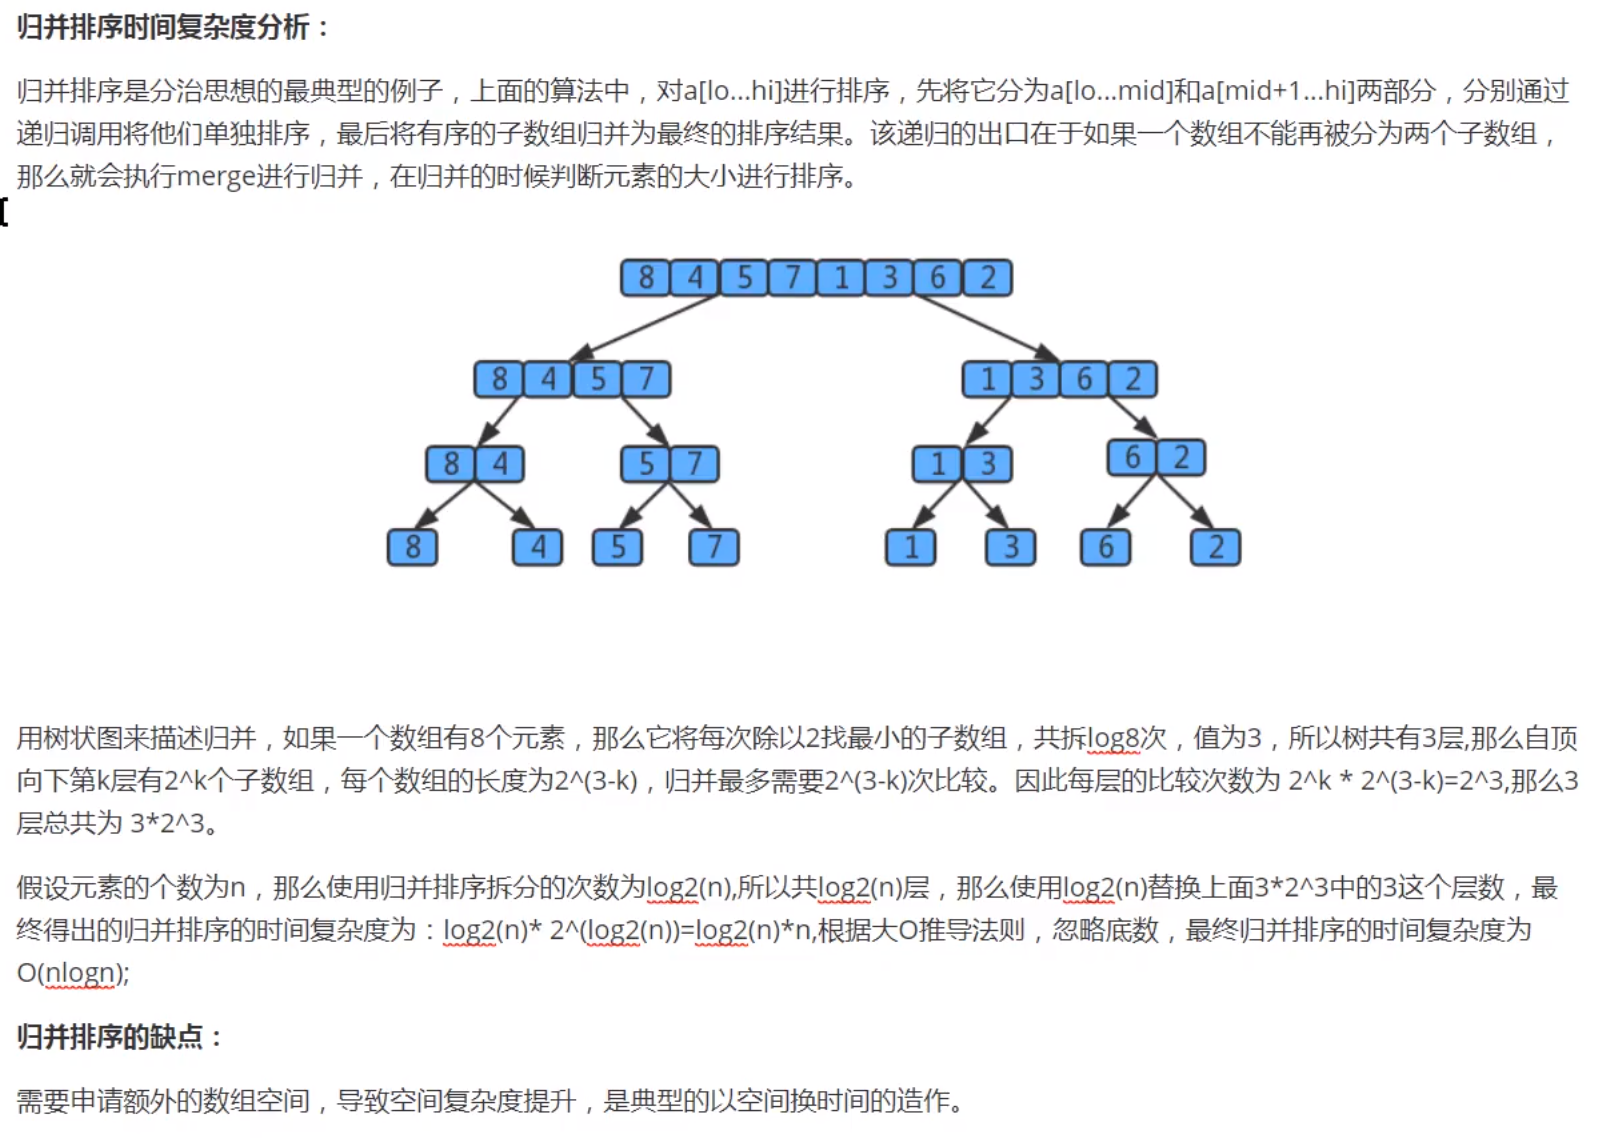 归并排序时间复杂度分析：
归并排序是分治思想的最典型的例子，上面的算法中，对a[lo...hi]进行排序，先将它分为a[lo...mid]和a[mid+1...hi]两部分，分别通过
递归调用将他们单独排序，最后将有序的子数组归并为最终的排序结果。该递归的出口在于如果一个数组不能再被分为两个子数组，
那么就会执行merge进行归并，在归并的时候判断元素的大小进行排序。
8 4 5 7 1 3 6 2
8 4 5 7 1 3 6 2
8 4 5 7 1 3 6 2
8 4 5 7 1 3 6 2
用树状图来描述归并，如果一个数组有8个元素，那么它将每次除以2找最小的子数组，共拆log8次，值为3，所以树共有3层,那么自顶
向下第k层有2^k个子数组，每个数组的长度为2^(3-k)，归并最多需要2^(3-k)次比较。因此每层的比较次数为 2^k * 2^(3-k)=2^3,那么3
层总共为 3*2^3。
假设元素的个数为n，那么使用归并排序拆分的次数为log2(n),所以共log2(n)层，那么使用log2(n)替换上面3*2^3中的3这个层数，最
终得出的归并排序的时间复杂度为：log2(n)* 2^(log2(n))=log2(n)*n,根据大O推导法则，忽略底数，最终归并排序的时间复杂度为
O(nlogn);
归并排序的缺点：
需要申请额外的数组空间，导致空间复杂度提升，是典型的以空间换时间的造作。